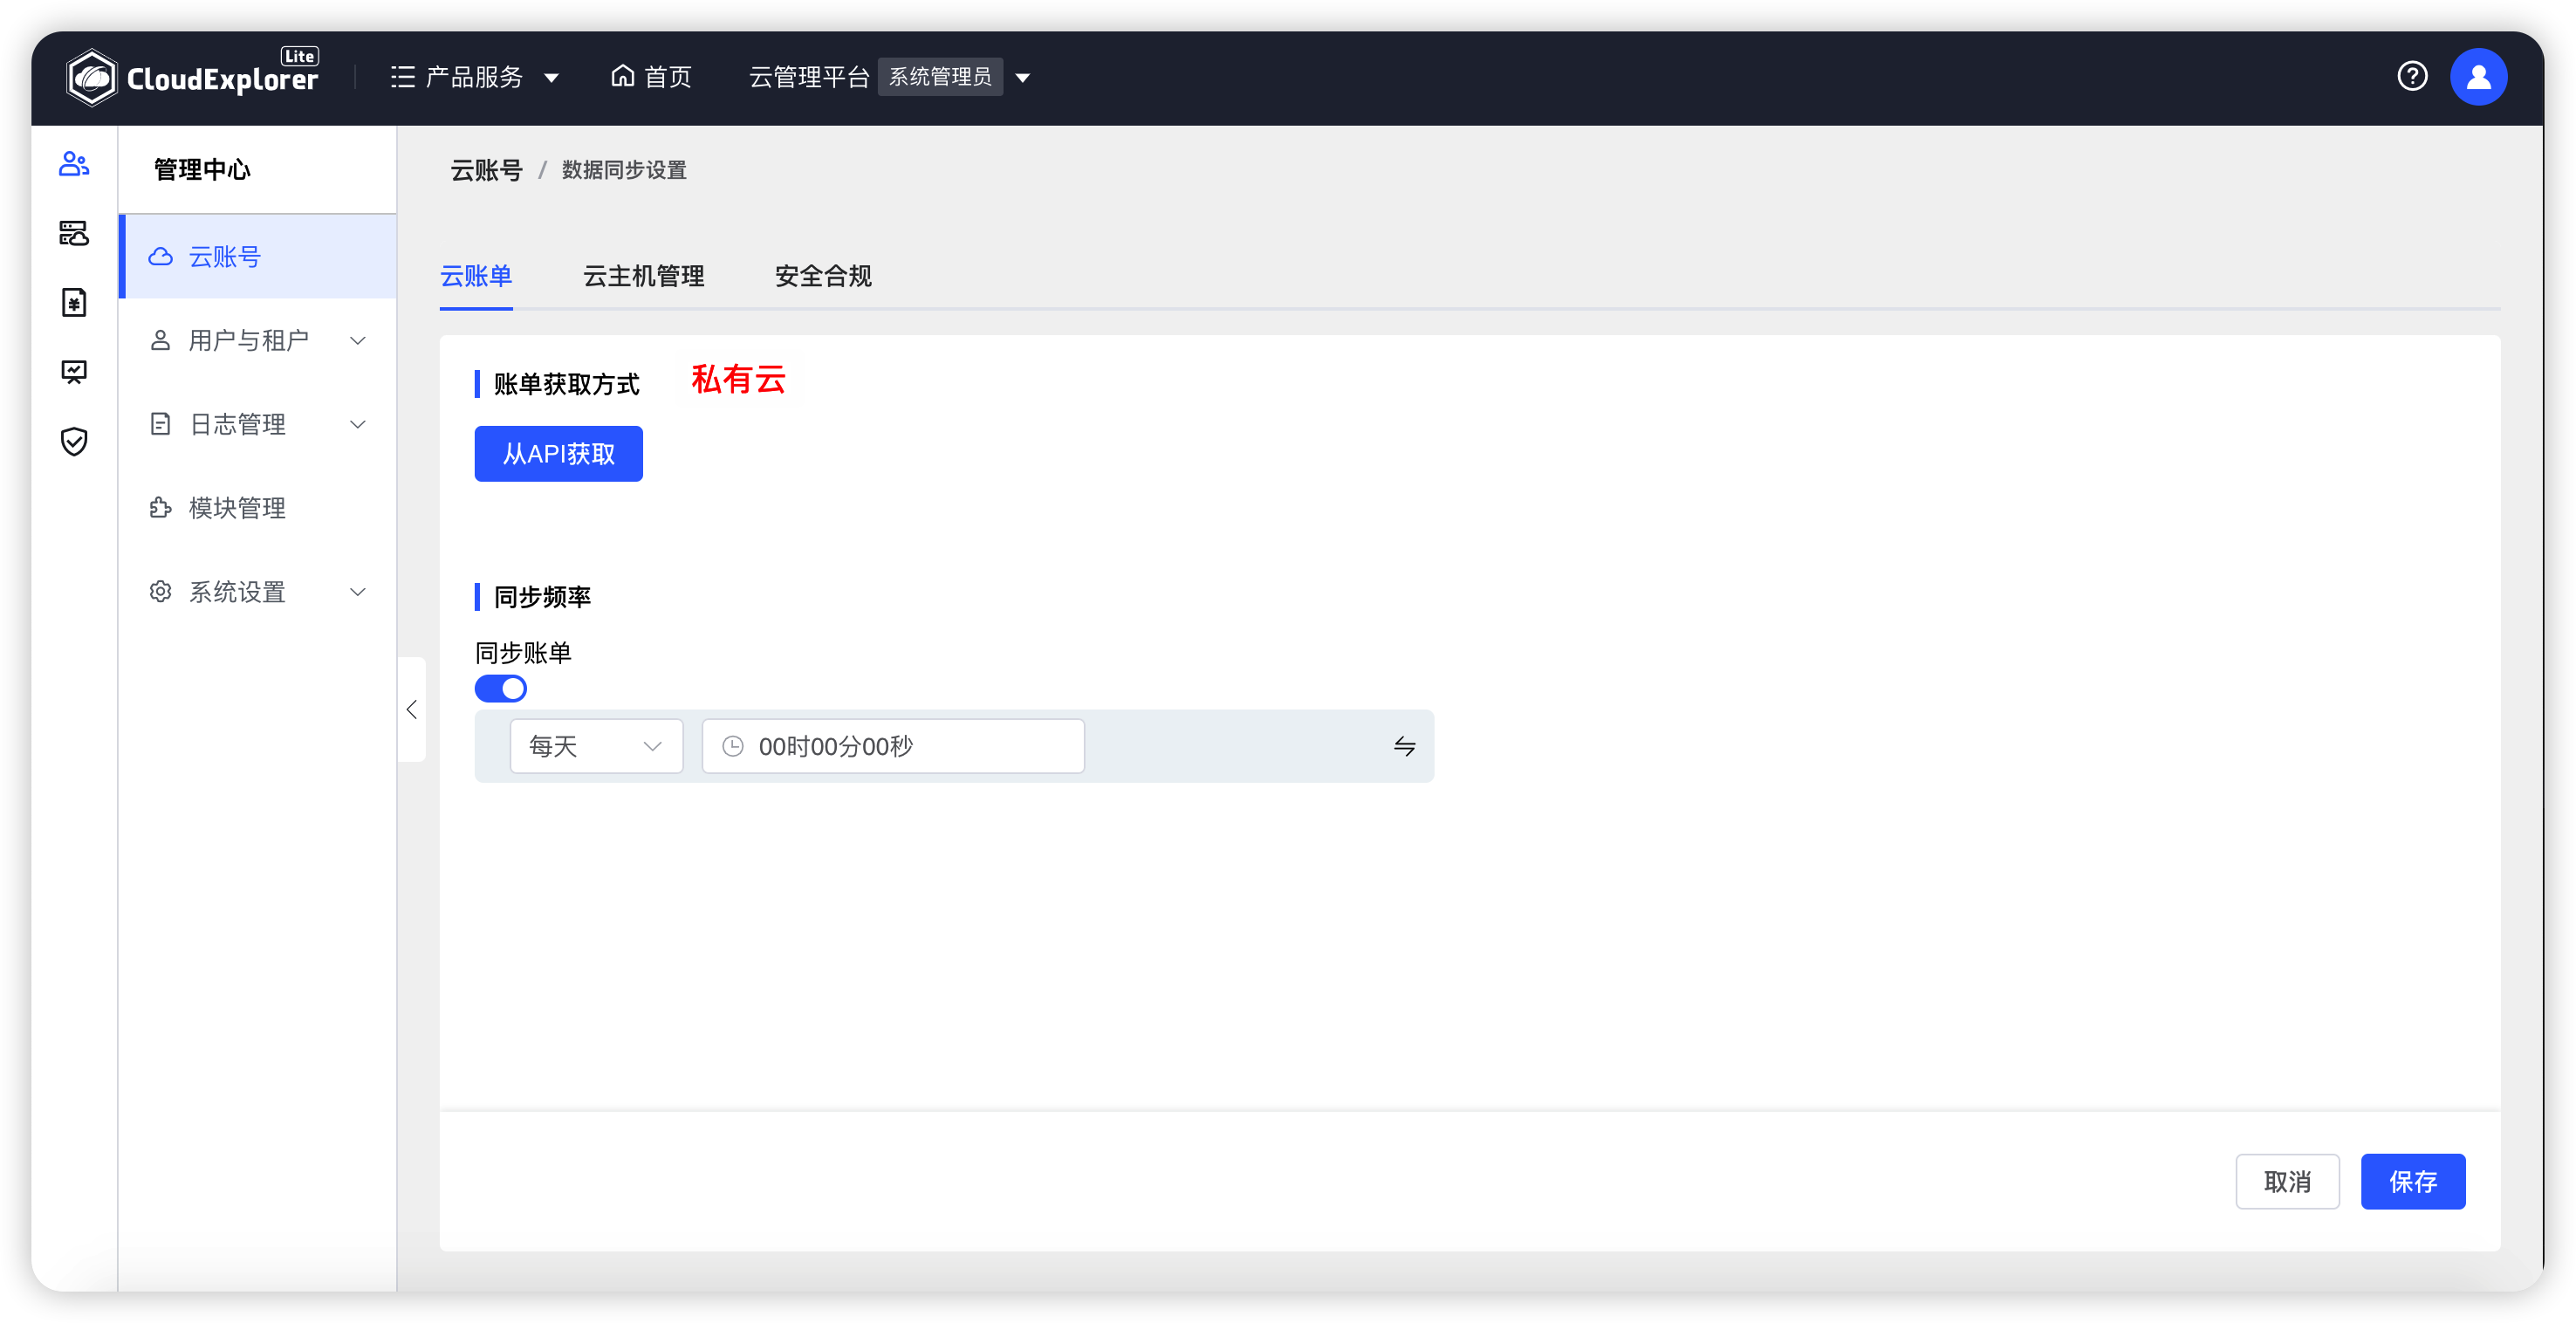 CloudExplorer Lite
产品服务
首页
云管理平台 系统管理员
管理中心
云账号
用户与租户
日志管理
模块管理
系统设置
云账号 / 数据同步设置
云账单 云主机管理 安全合规
账单获取方式 私有云
从API获取
同步频率
同步账单
每天 00时00分00秒
取消 保存